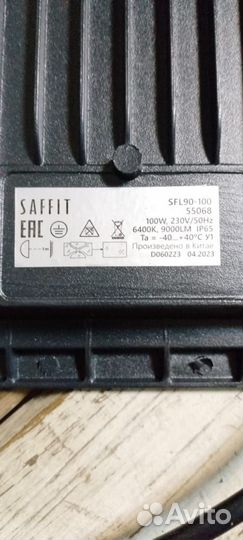 SAFFIT
SFL90-100
55068
100W, 230V/50Hz
6400K, 9000LM IP65
Ta = -40...+40°C У1
Произведено в Китае
D060223 04.2023
EAC
Avito